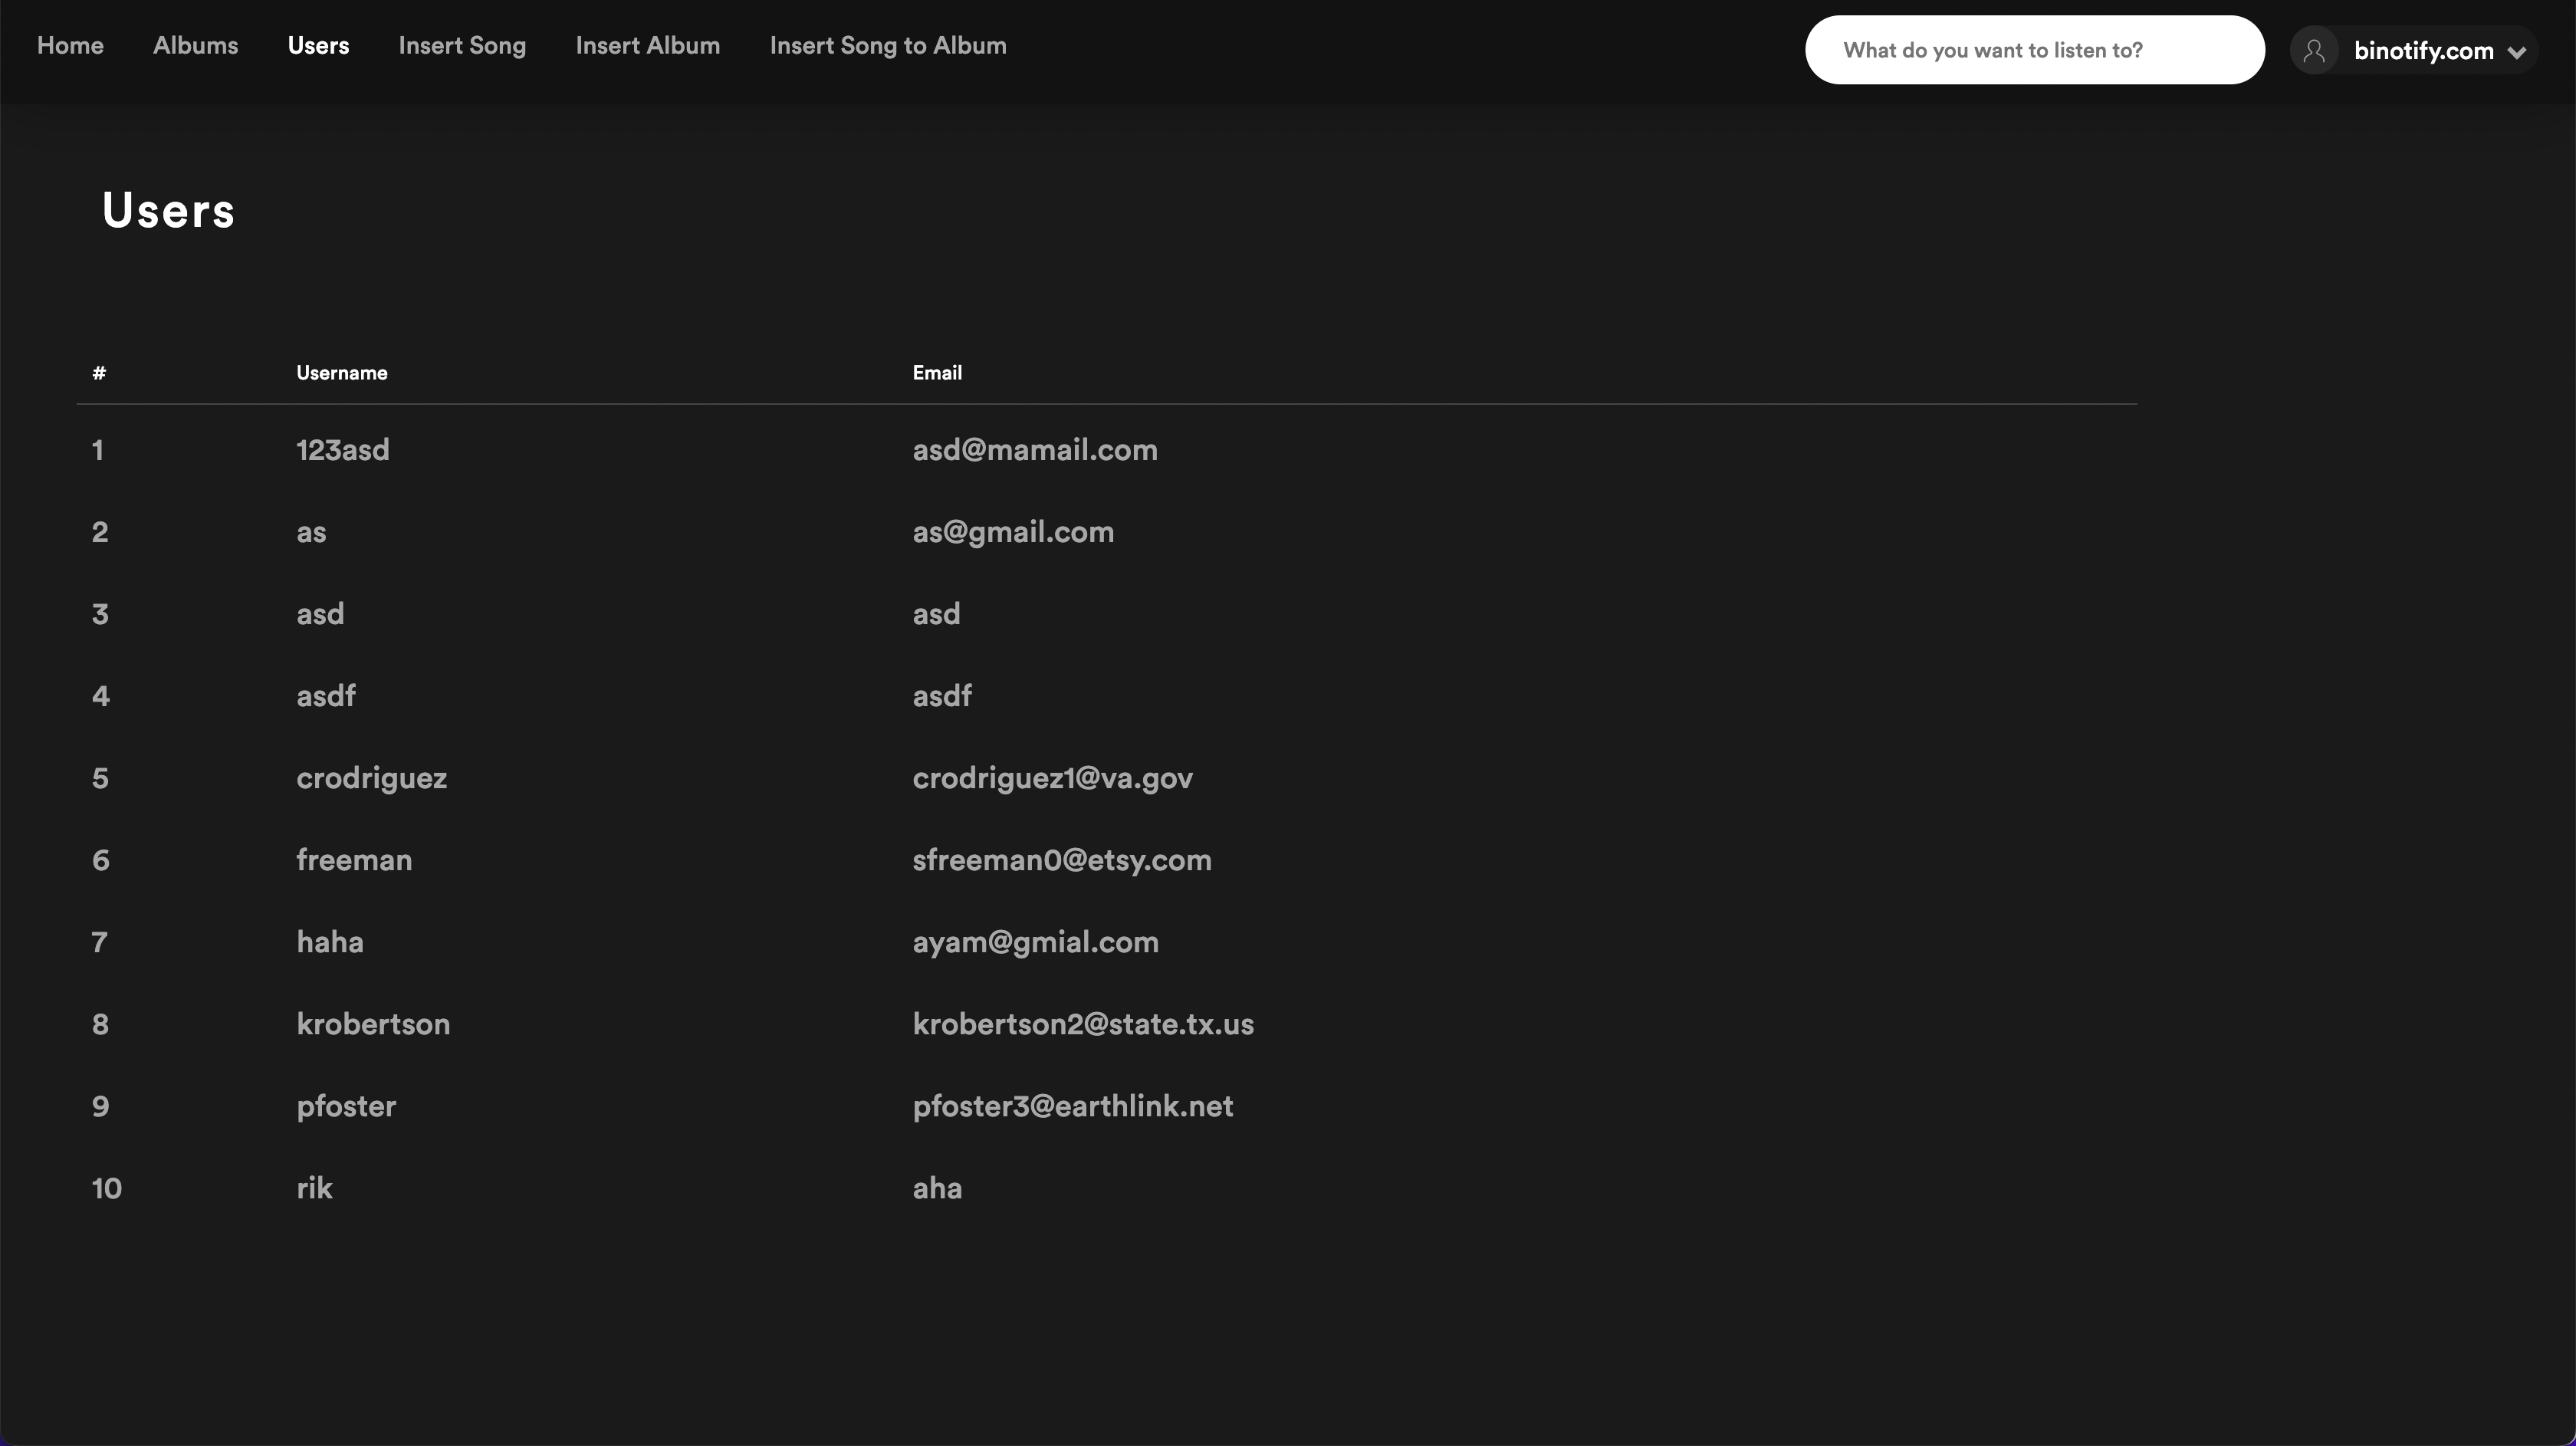 Home Albums Users Insert Song Insert Album Insert Song to Album What do you want to listen to? binotify.com
Users
# Username Email
1 123asd asd@mamail.com
2 as as@gmail.com
3 asd asd
4 asdf asdf
5 crodriguez crodriguez1@va.gov
6 freeman sfreeman0@etsy.com
7 haha ayam@gmial.com
8 krobertson krobertson2@state.tx.us
9 pfoster pfoster3@earthlink.net
10 rik aha